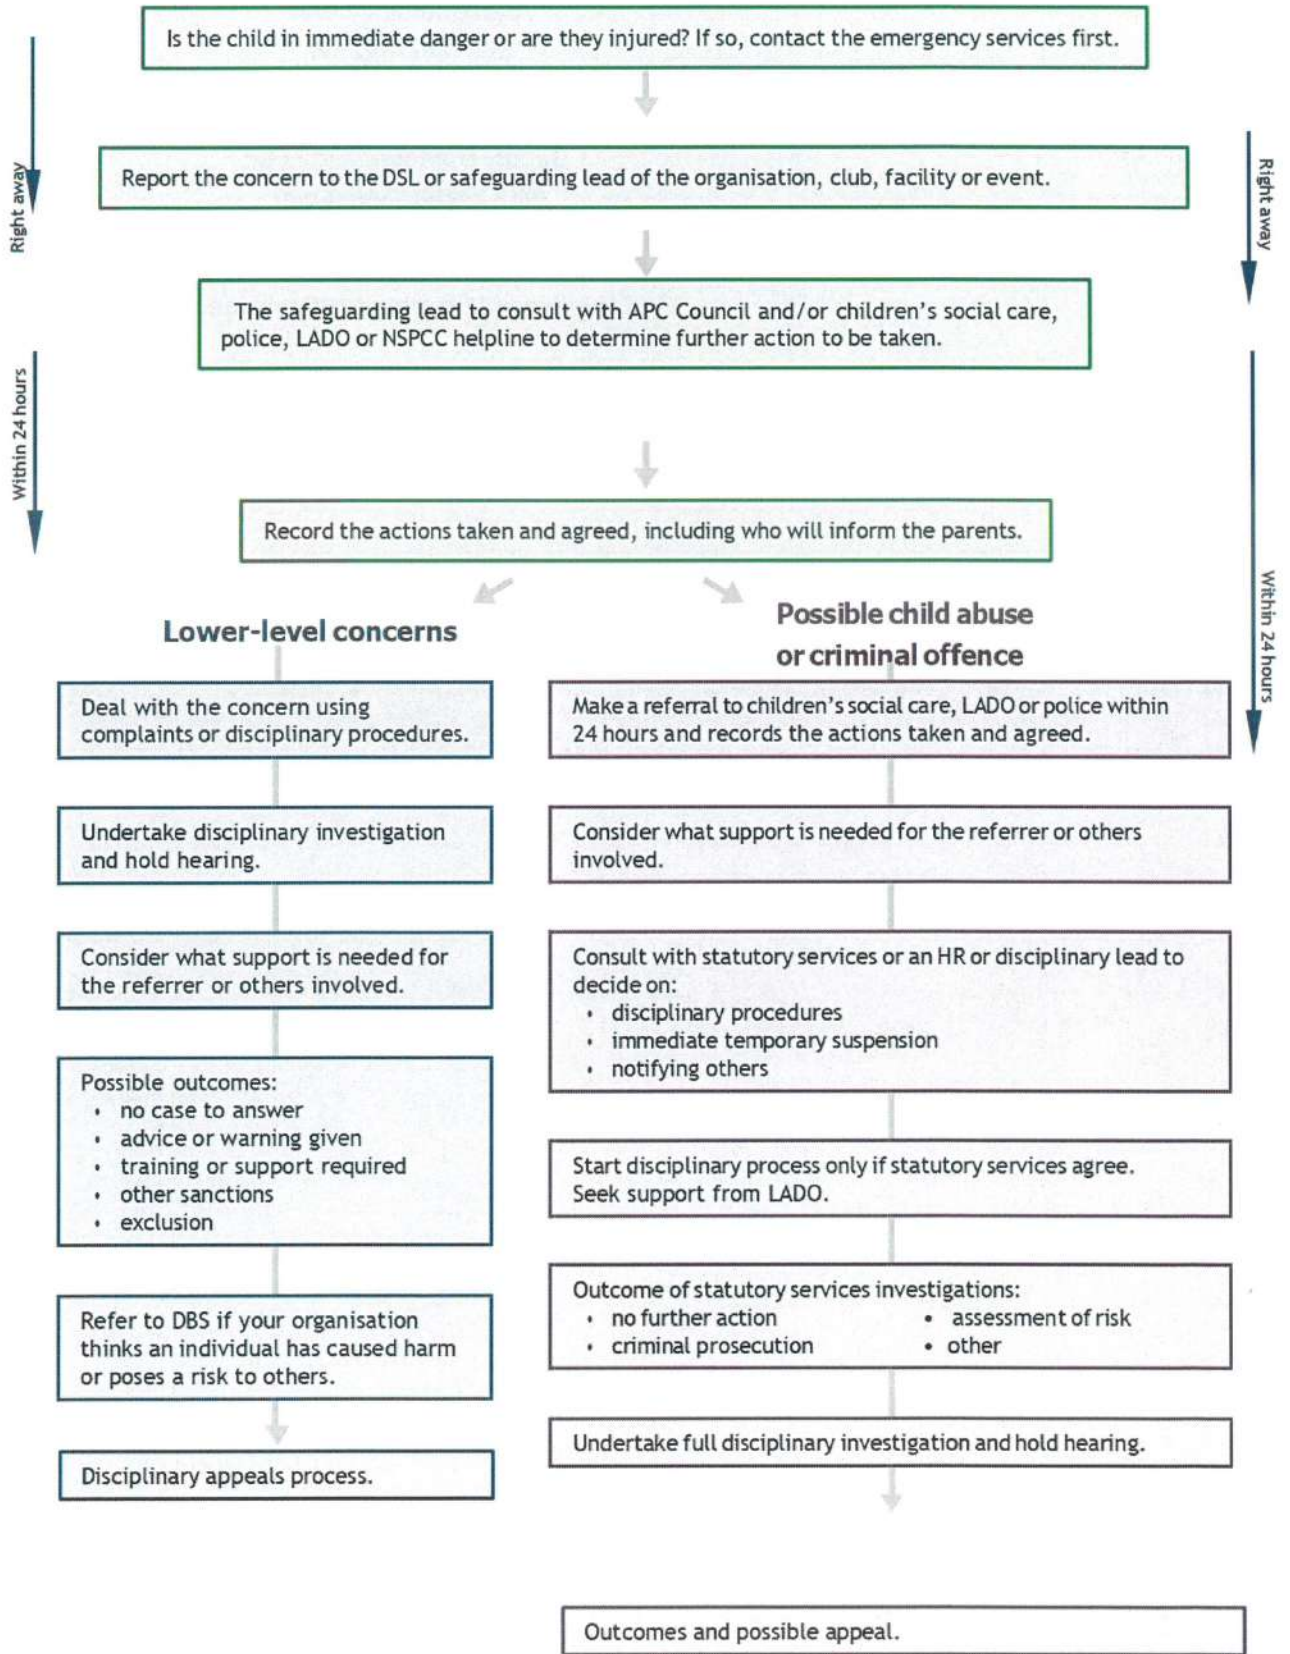 Is the child in immediate danger or are they injured? If so, contact the emergency services first.
Right away
Right away
Report the concern to the DSL or safeguarding lead of the organisation, club, facility or event.
The safeguarding lead to consult with APC Council and/or children's social care,
police, LADO or NSPCC helpline to determine further action to be taken.
Within 24 hours
Within 24 hours
Record the actions taken and agreed, including who will inform the parents.
Lower-level concerns
Deal with the concern using
complaints or disciplinary procedures.
Undertake disciplinary investigation
and hold hearing.
Consider what support is needed for
the referrer or others involved.
Possible outcomes:
• no case to answer
• advice or warning given
• training or support required
• other sanctions
• exclusion
Refer to DBS if your organisation
thinks an individual has caused harm
or poses a risk to others.
Disciplinary appeals process.
Possible child abuse
or criminal offence
Make a referral to children's social care, LADO or police within
24 hours and records the actions taken and agreed.
Consider what support is needed for the referrer or others
involved.
Consult with statutory services or an HR or disciplinary lead to
decide on:
• disciplinary procedures
• immediate temporary suspension
• notifying others
Start disciplinary process only if statutory services agree.
Seek support from LADO.
Outcome of statutory services investigations:
• no further action • assessment of risk
• criminal prosecution • other
Undertake full disciplinary investigation and hold hearing.
Outcomes and possible appeal.